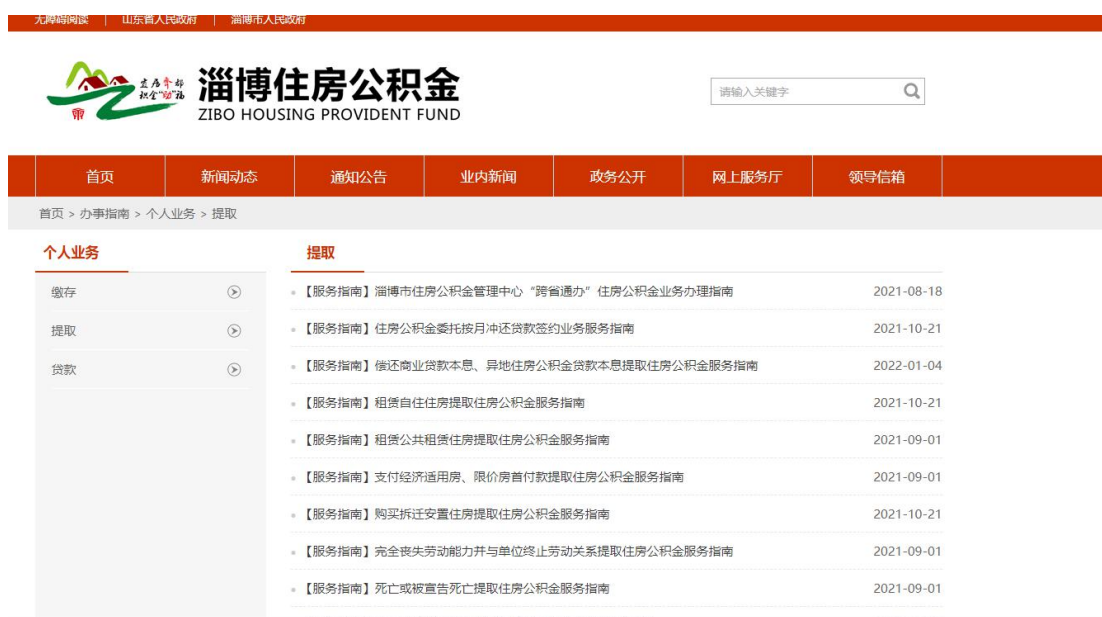 无障碍阅读 | 山东省人民政府 | 淄博市人民政府
淄博住房公积金
ZIBO HOUSING PROVIDENT FUND
请输入关键字
首页 新闻动态 通知公告 业内新闻 政务公开 网上服务厅 领导信箱
首页 > 办事指南 > 个人业务 > 提取
个人业务
缴存
提取
贷款
提取
【服务指南】淄博市住房公积金管理中心“跨省通办”住房公积金业务办理指南 2021-08-18
【服务指南】住房公积金委托按月冲还贷款签约业务服务指南 2021-10-21
【服务指南】偿还商业贷款本息、异地住房公积金贷款本息提取住房公积金服务指南 2022-01-04
【服务指南】租赁自住住房提取住房公积金服务指南 2021-10-21
【服务指南】租赁公共租赁住房提取住房公积金服务指南 2021-09-01
【服务指南】支付经济适用房、限价房首付款提取住房公积金服务指南 2021-09-01
【服务指南】购买拆迁安置住房提取住房公积金服务指南 2021-10-21
【服务指南】完全丧失劳动能力并与单位终止劳动关系提取住房公积金服务指南 2021-09-01
【服务指南】死亡或被宣告死亡提取住房公积金服务指南 2021-09-01